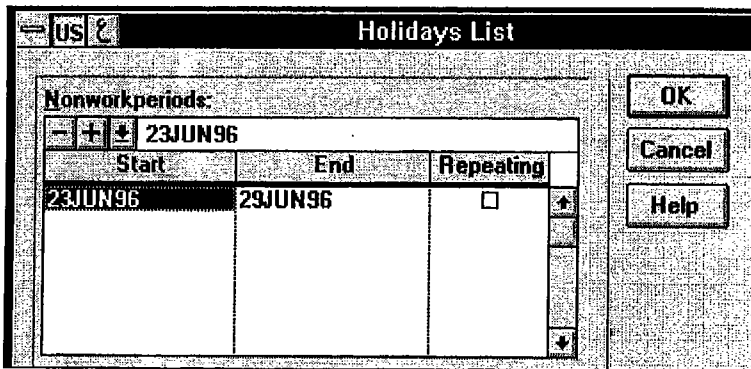 US Holidays List
Nonworkperiods:
- + 23JUN96
Start End Repeating
23JUN96 29JUN96
OK
Cancel
Help